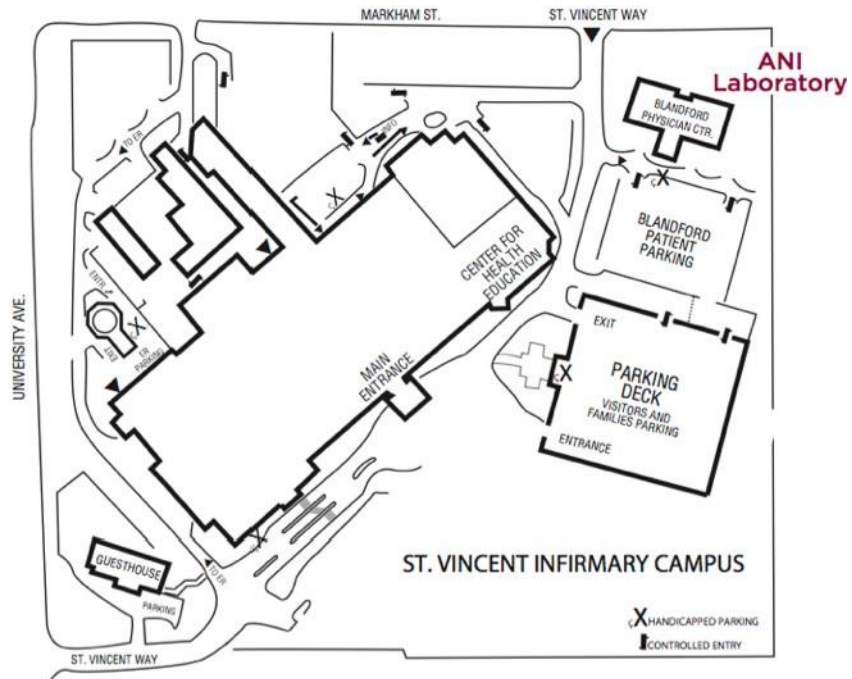 MARKHAM ST.
ST. VINCENT WAY
ANI
Laboratory
BLANDFORD
PHYSICIAN CTR.
TO ER
INFO
BLANDFORD
PATIENT
PARKING
CENTER FOR
HEALTH
EDUCATION
UNIVERSITY AVE.
ENTR.
EXIT
ER
PARKING
MAIN
ENTRANCE
EXIT
PARKING
DECK
VISITORS AND
FAMILIES PARKING
ENTRANCE
GUESTHOUSE
PARKING
TO ER
ST. VINCENT WAY
ST. VINCENT INFIRMARY CAMPUS
HANDICAPPED PARKING
CONTROLLED ENTRY